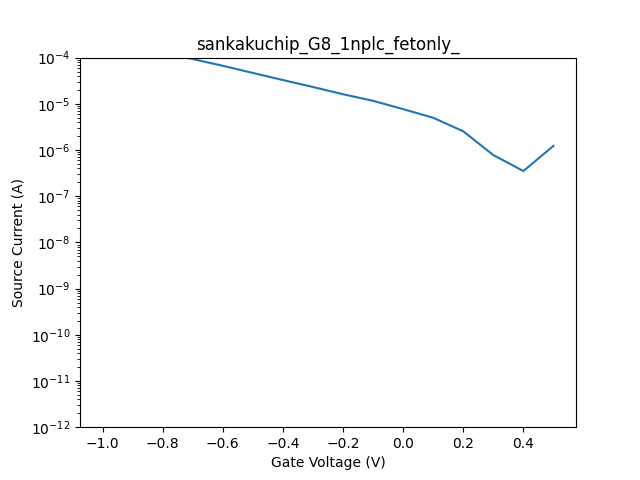 sankakuchip_G8_1nplc_fetonly_
10⁻⁴
10⁻⁵
10⁻⁶
10⁻⁷
10⁻⁸
10⁻⁹
10⁻¹⁰
10⁻¹¹
10⁻¹²
Source Current (A)
−1.0 −0.8 −0.6 −0.4 −0.2 0.0 0.2 0.4
Gate Voltage (V)